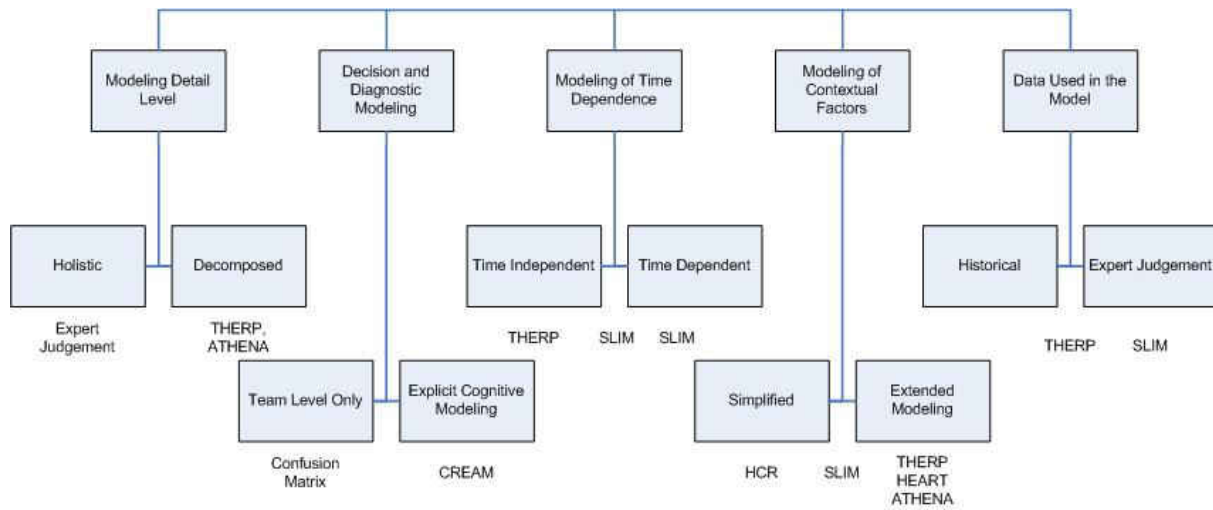 Modeling Detail
Level
Decision and
Diagnostic
Modeling
Modeling of Time
Dependence
Modeling of
Contextual
Factors
Data Used in the
Model
Holistic
Decomposed
Time Independent
Time Dependent
Historical
Expert Judgement
Expert
Judgement
THERP,
ATHENA
THERP
SLIM
SLIM
THERP
SLIM
Team Level Only
Explicit Cognitive
Modeling
Simplified
Extended
Modeling
Confusion
Matrix
CREAM
HCR
SLIM
THERP
HEART
ATHENA